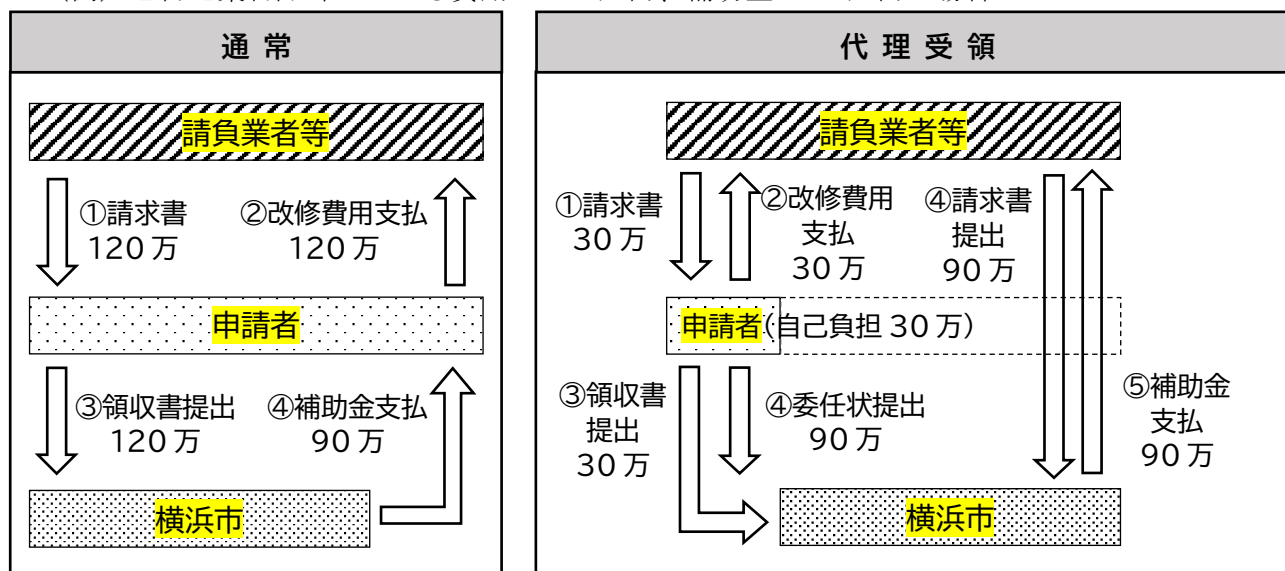 通常
請負業者等
①請求書
120万
②改修費用支払
120万
申請者
③領収書提出
120万
④補助金支払
90万
横浜市
代理受領
請負業者等
①請求書
30万
②改修費用
支払
30万
④請求書
提出
90万
申請者(自己負担30万)
③領収書
提出
30万
④委任状提出
90万
⑤補助金
支払
90万
横浜市